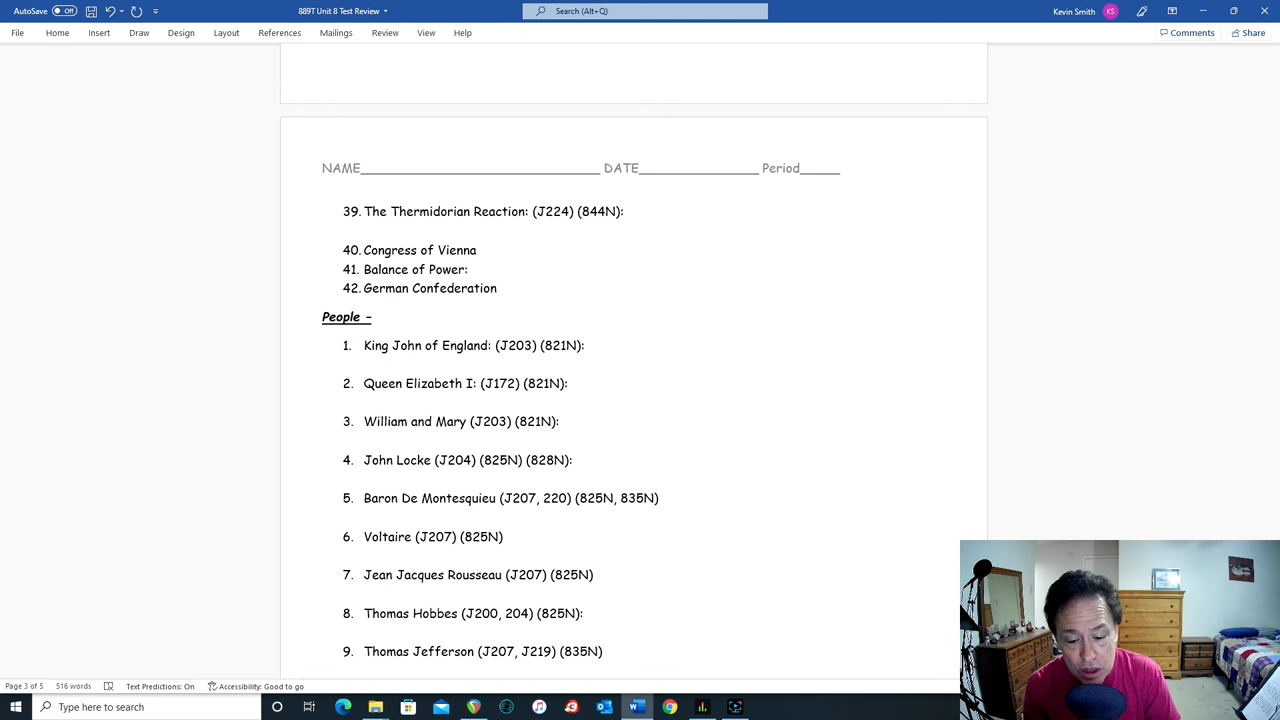 AutoSave Off 889T Unit 8 Test Review Search (Alt+Q) Kevin Smith KS
File Home Insert Draw Design Layout References Mailings Review View Help Comments Share
NAME______________________________ DATE_______________ Period_____
39. The Thermidorian Reaction: (J224) (844N):
40. Congress of Vienna
41. Balance of Power:
42. German Confederation
People -
1. King John of England: (J203) (821N):
2. Queen Elizabeth I: (J172) (821N):
3. William and Mary (J203) (821N):
4. John Locke (J204) (825N) (828N):
5. Baron De Montesquieu (J207, 220) (825N, 835N)
6. Voltaire (J207) (825N)
7. Jean Jacques Rousseau (J207) (825N)
8. Thomas Hobbes (J200, 204) (825N):
9. Thomas Jefferson (J207, J219) (835N)
Page 3 of 5 516 words Text Predictions: On Accessibility: Good to go
Type here to search